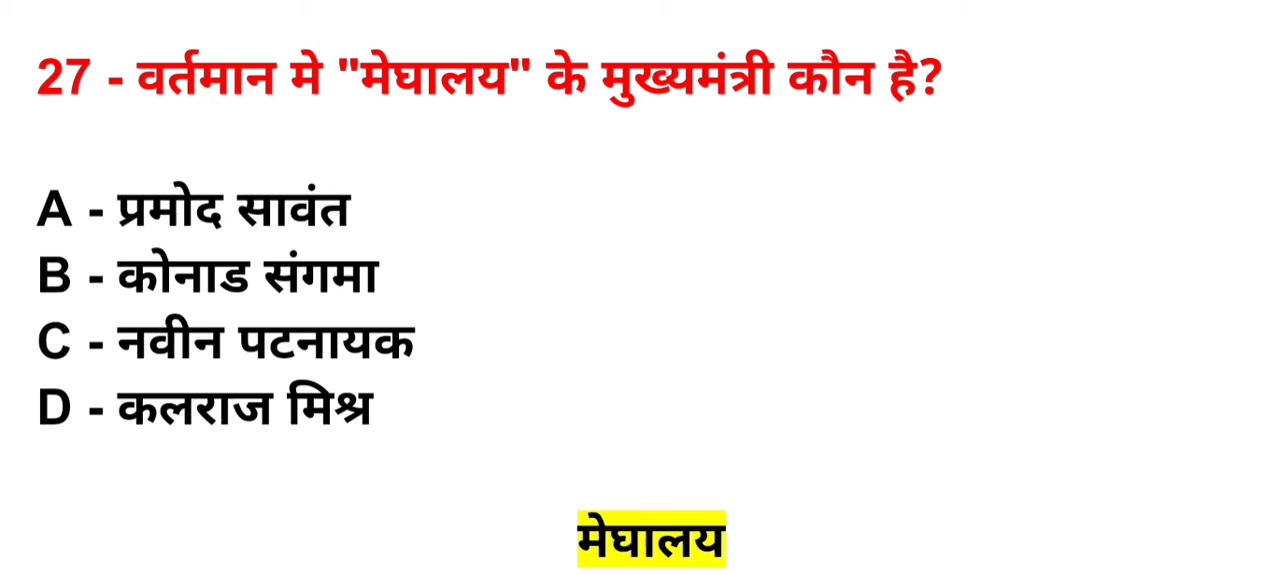 27 - वर्तमान मे "मेघालय" के मुख्यमंत्री कौन है?
A - प्रमोद सावंत
B - कोनाड संगमा
C - नवीन पटनायक
D - कलराज मिश्र
मेघालय